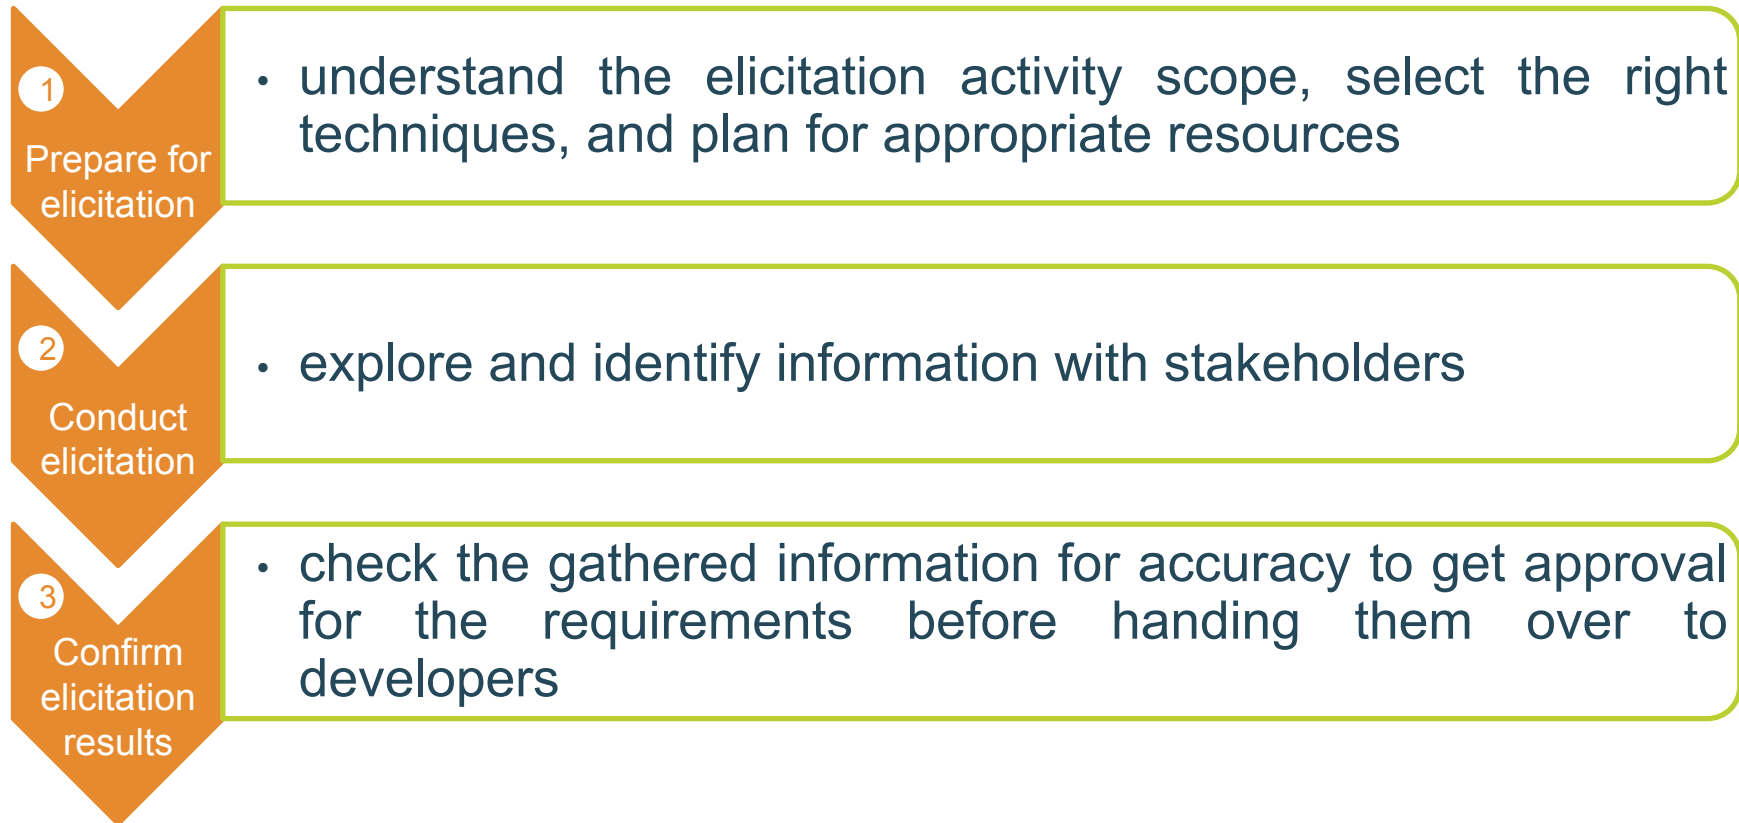 1
Prepare for
elicitation
• understand the elicitation activity scope, select the right
techniques, and plan for appropriate resources
2
Conduct
elicitation
• explore and identify information with stakeholders
3
Confirm
elicitation
results
• check the gathered information for accuracy to get approval
for the requirements before handing them over to
developers